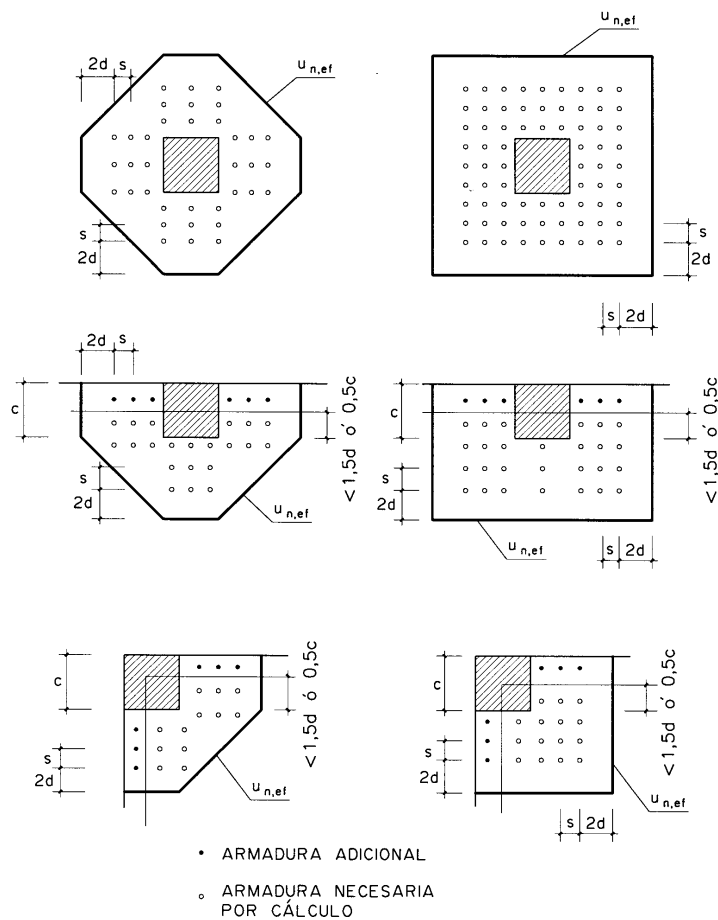 u n,ef
2d s
s
2d
u n,ef
s
2d
s 2d
2d s
c
s
2d
u n,ef
<1,5d ó 0,5c
c
s
2d
u n,ef
s 2d
<1,5d ó 0,5c
c
s
2d
u n,ef
<1,5d ó 0,5c
c
s
2d
u n,ef
s 2d
<1,5d ó 0,5c
• ARMADURA ADICIONAL
○ ARMADURA NECESARIA
POR CÁLCULO